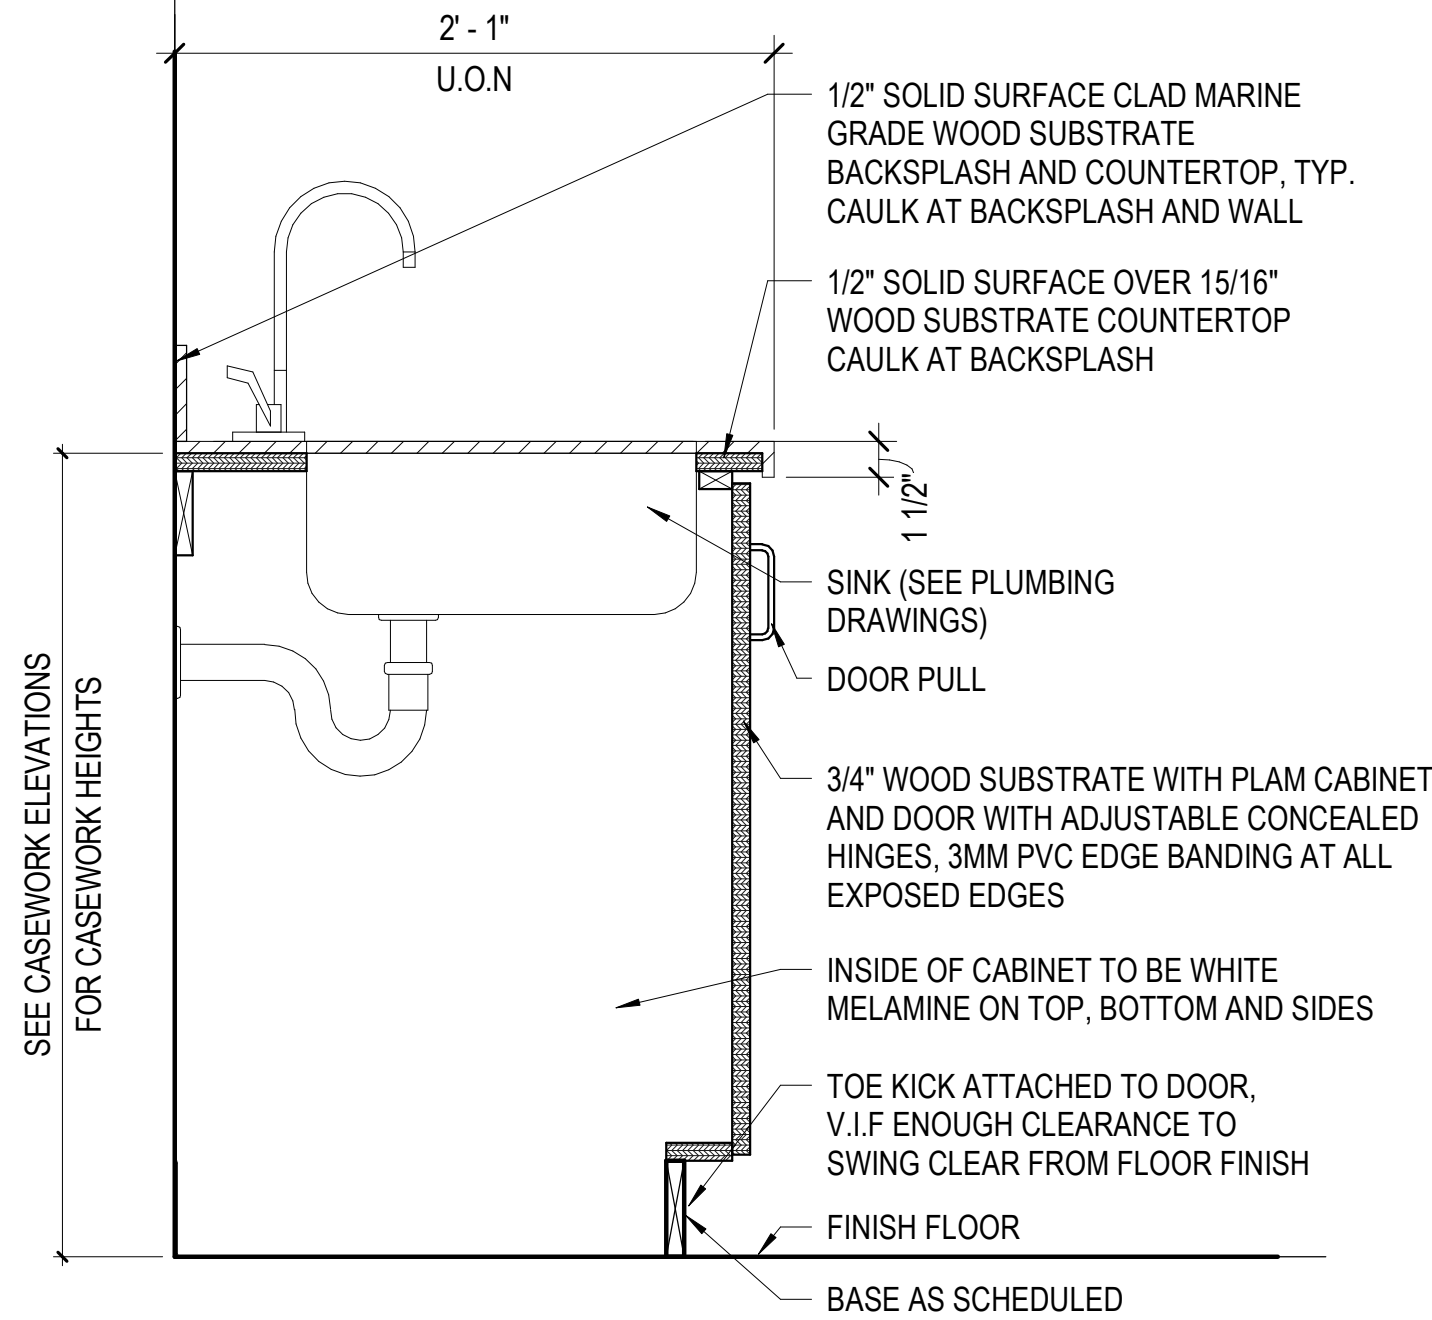 2' - 1"
U.O.N
1/2" SOLID SURFACE CLAD MARINE
GRADE WOOD SUBSTRATE
BACKSPLASH AND COUNTERTOP, TYP.
CAULK AT BACKSPLASH AND WALL
1/2" SOLID SURFACE OVER 15/16"
WOOD SUBSTRATE COUNTERTOP
CAULK AT BACKSPLASH
1 1/2"
SINK (SEE PLUMBING
DRAWINGS)
DOOR PULL
SEE CASEWORK ELEVATIONS
FOR CASEWORK HEIGHTS
3/4" WOOD SUBSTRATE WITH PLAM CABINET
AND DOOR WITH ADJUSTABLE CONCEALED
HINGES, 3MM PVC EDGE BANDING AT ALL
EXPOSED EDGES
INSIDE OF CABINET TO BE WHITE
MELAMINE ON TOP, BOTTOM AND SIDES
TOE KICK ATTACHED TO DOOR,
V.I.F ENOUGH CLEARANCE TO
SWING CLEAR FROM FLOOR FINISH
FINISH FLOOR
BASE AS SCHEDULED